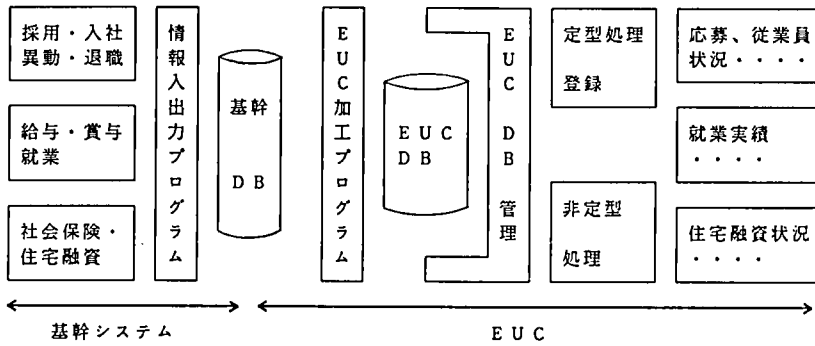 採用・入社
異動・退職
給与・賞与
就業
社会保険・
住宅融資
情報入出力プログラム
基幹
DB
EUC加工プログラム
EUC
DB
EUC DB 管理
定型処理
登録
非定型
処理
応募、従業員
状況・・・・
就業実績
・・・・
住宅融資状況
・・・・
基幹システム
EUC